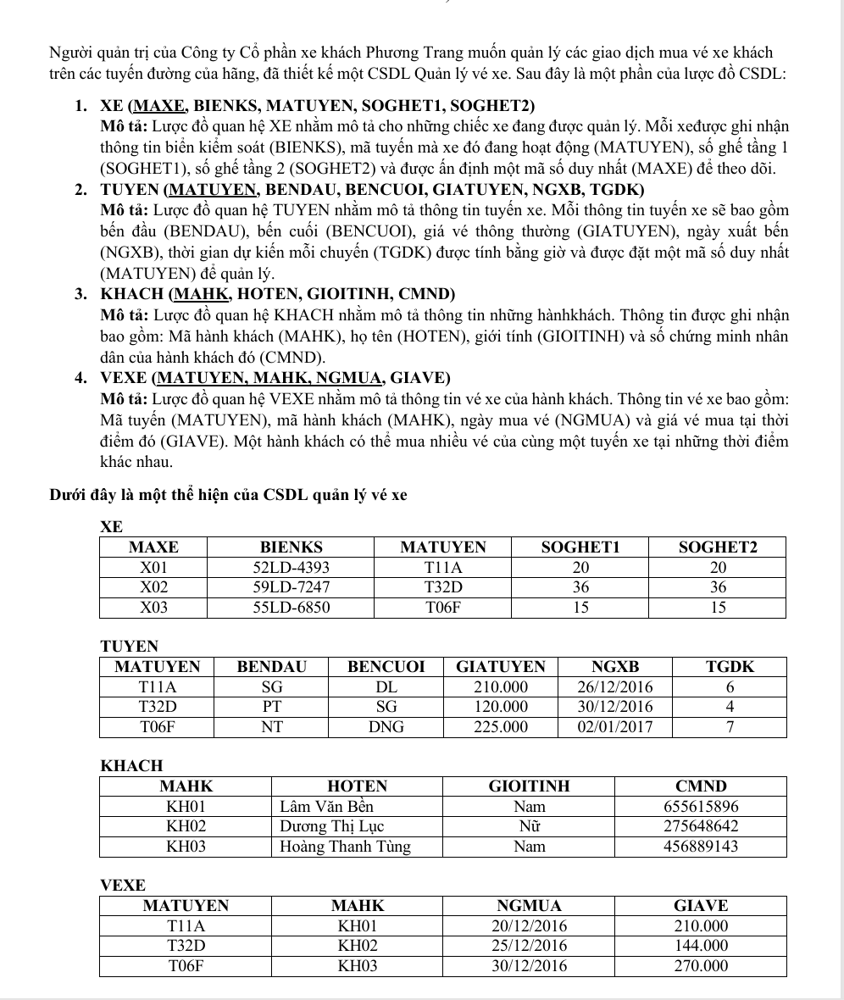 Người quản trị của Công ty Cổ phần xe khách Phương Trang muốn quản lý các giao dịch mua vé xe khách
trên các tuyến đường của hãng, đã thiết kế một CSDL Quản lý vé xe. Sau đây là một phần của lược đồ CSDL:
1. XE (MAXE, BIENKS, MATUYEN, SOGHET1, SOGHET2)
Mô tả: Lược đồ quan hệ XE nhằm mô tả cho những chiếc xe đang được quản lý. Mỗi xeđược ghi nhận
thông tin biển kiểm soát (BIENKS), mã tuyến mà xe đó đang hoạt động (MATUYEN), số ghế tầng 1
(SOGHET1), số ghế tầng 2 (SOGHET2) và được ấn định một mã số duy nhất (MAXE) để theo dõi.
2. TUYEN (MATUYEN, BENDAU, BENCUOI, GIATUYEN, NGXB, TGDK)
Mô tả: Lược đồ quan hệ TUYEN nhằm mô tả thông tin tuyến xe. Mỗi thông tin tuyến xe sẽ bao gồm
bến đầu (BENDAU), bến cuối (BENCUOI), giá vé thông thường (GIATUYEN), ngày xuất bến
(NGXB), thời gian dự kiến mỗi chuyến (TGDK) được tính bằng giờ và được đặt một mã số duy nhất
(MATUYEN) để quản lý.
3. KHACH (MAHK, HOTEN, GIOITINH, CMND)
Mô tả: Lược đồ quan hệ KHACH nhằm mô tả thông tin những hànhkhách. Thông tin được ghi nhận
bao gồm: Mã hành khách (MAHK), họ tên (HOTEN), giới tính (GIOITINH) và số chứng minh nhân
dân của hành khách đó (CMND).
4. VEXE (MATUYEN, MAHK, NGMUA, GIAVE)
Mô tả: Lược đồ quan hệ VEXE nhằm mô tả thông tin vé xe của hành khách. Thông tin vé xe bao gồm:
Mã tuyến (MATUYEN), mã hành khách (MAHK), ngày mua vé (NGMUA) và giá vé mua tại thời
điểm đó (GIAVE). Một hành khách có thể mua nhiều vé của cùng một tuyến xe tại những thời điểm
khác nhau.
Dưới đây là một thể hiện của CSDL quản lý vé xe
XE
MAXE BIENKS MATUYEN SOGHET1 SOGHET2
X01 52LD-4393 T11A 20 20
X02 59LD-7247 T32D 36 36
X03 55LD-6850 T06F 15 15
TUYEN
MATUYEN BENDAU BENCUOI GIATUYEN NGXB TGDK
T11A SG DL 210.000 26/12/2016 6
T32D PT SG 120.000 30/12/2016 4
T06F NT DNG 225.000 02/01/2017 7
KHACH
MAHK HOTEN GIOITINH CMND
KH01 Lâm Văn Bền Nam 655615896
KH02 Dương Thị Lục Nữ 275648642
KH03 Hoàng Thanh Tùng Nam 456889143
VEXE
MATUYEN MAHK NGMUA GIAVE
T11A KH01 20/12/2016 210.000
T32D KH02 25/12/2016 144.000
T06F KH03 30/12/2016 270.000